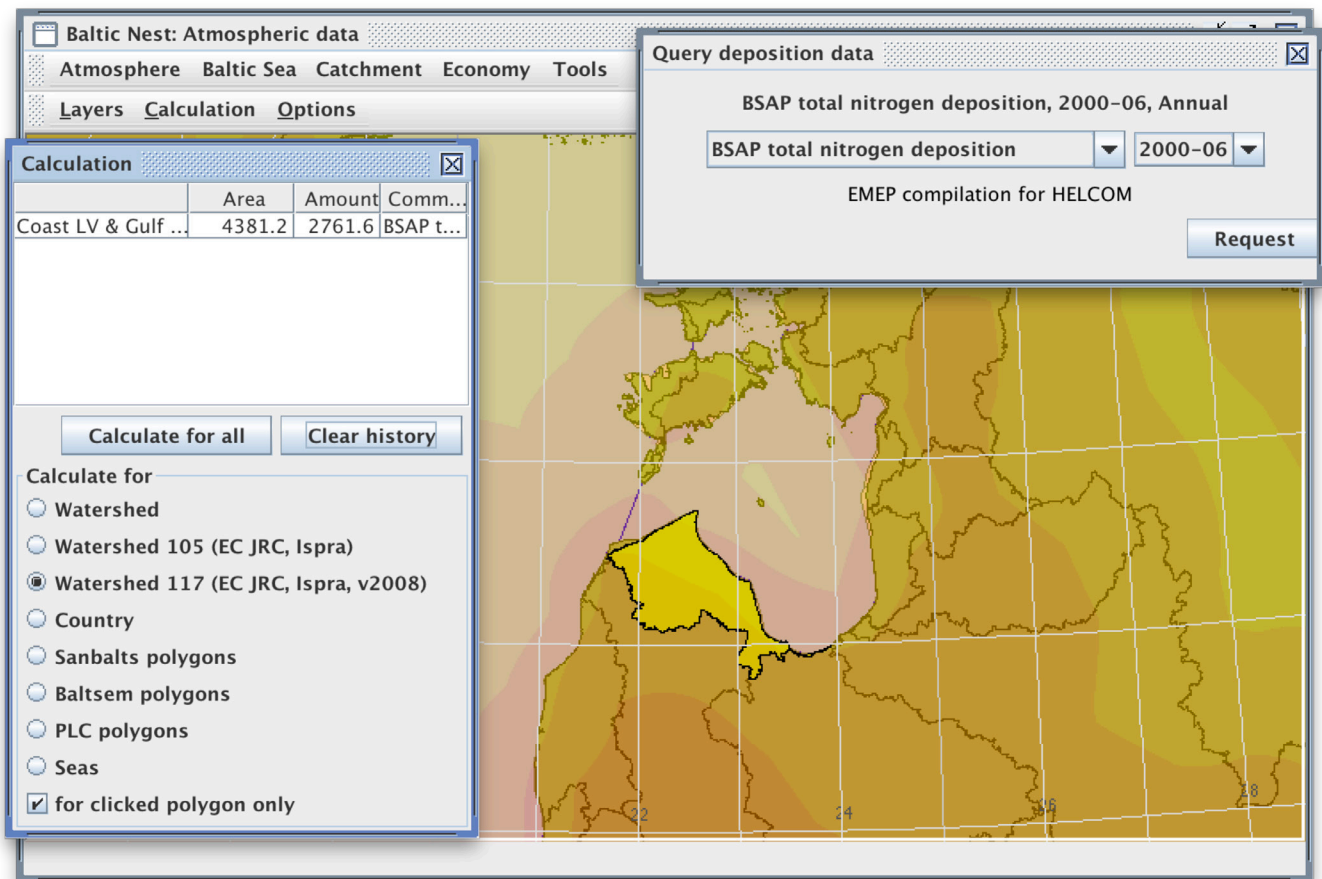 Baltic Nest: Atmospheric data
Atmosphere Baltic Sea Catchment Economy Tools
Layers Calculation Options
Query deposition data
BSAP total nitrogen deposition, 2000-06, Annual
BSAP total nitrogen deposition 2000-06
EMEP compilation for HELCOM
Request
Calculation
Area Amount Comm...
Coast LV & Gulf ... 4381.2 2761.6 BSAP t...
Calculate for all Clear history
Calculate for
Watershed
Watershed 105 (EC JRC, Ispra)
Watershed 117 (EC JRC, Ispra, v2008)
Country
Sanbalts polygons
Baltsem polygons
PLC polygons
Seas
for clicked polygon only
22 24 26 28